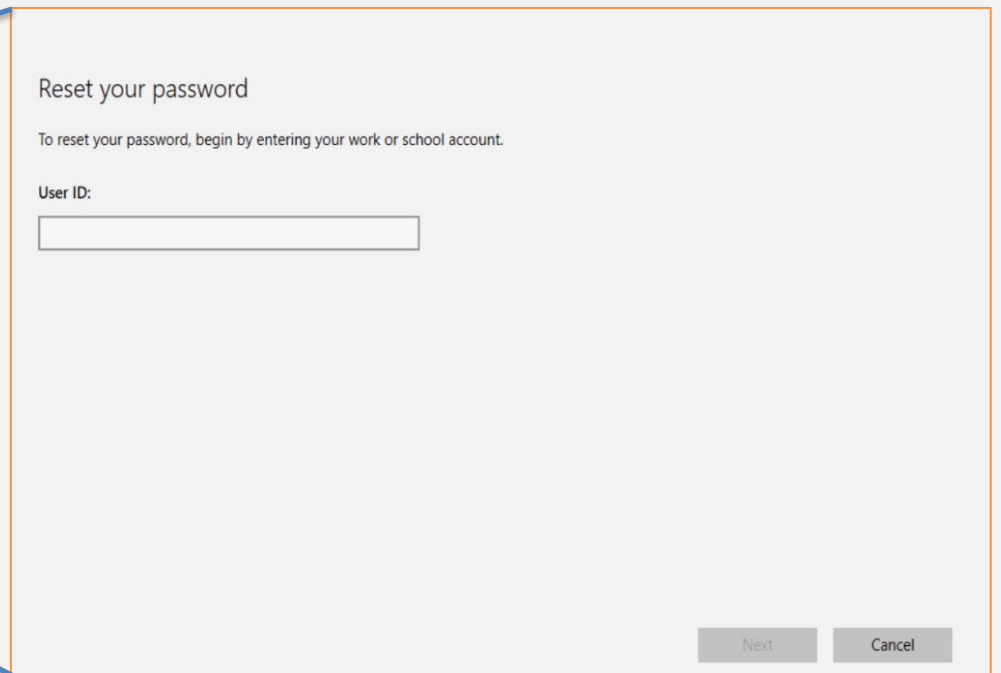 Reset your password
To reset your password, begin by entering your work or school account.
User ID:
Next
Cancel